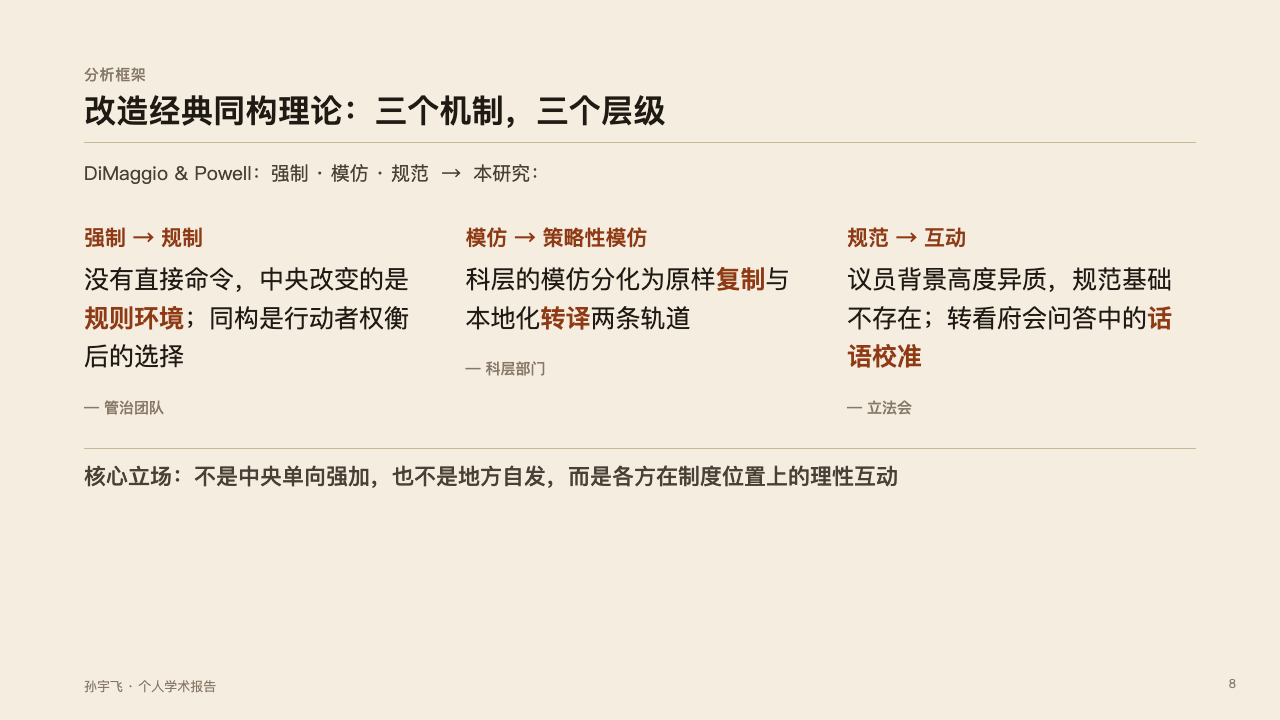 分析框架
改造经典同构理论：三个机制，三个层级
DiMaggio & Powell：强制 · 模仿 · 规范 → 本研究：
强制 → 规制
没有直接命令，中央改变的是
规则环境；同构是行动者权衡
后的选择
— 管治团队
模仿 → 策略性模仿
科层的模仿分化为原样复制与
本地化转译两条轨道
— 科层部门
规范 → 互动
议员背景高度异质，规范基础
不存在；转看府会问答中的话
语校准
— 立法会
核心立场：不是中央单向强加，也不是地方自发，而是各方在制度位置上的理性互动
孙宇飞 · 个人学术报告
8